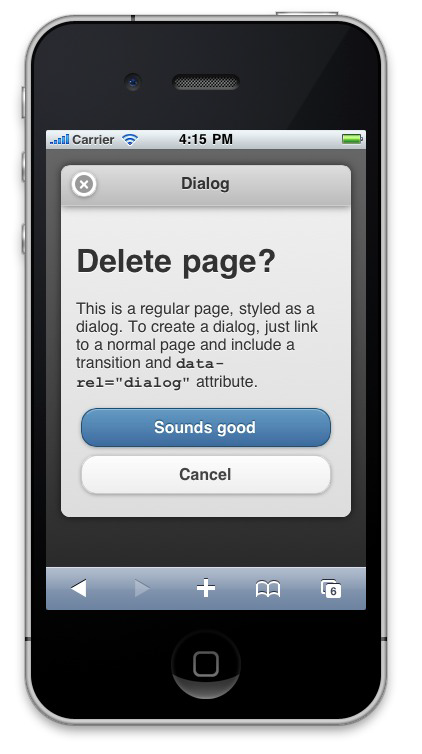 Carrier 4:15 PM
Dialog
Delete page?
This is a regular page, styled as a
dialog. To create a dialog, just link
to a normal page and include a
transition and data-
rel="dialog" attribute.
Sounds good
Cancel
6